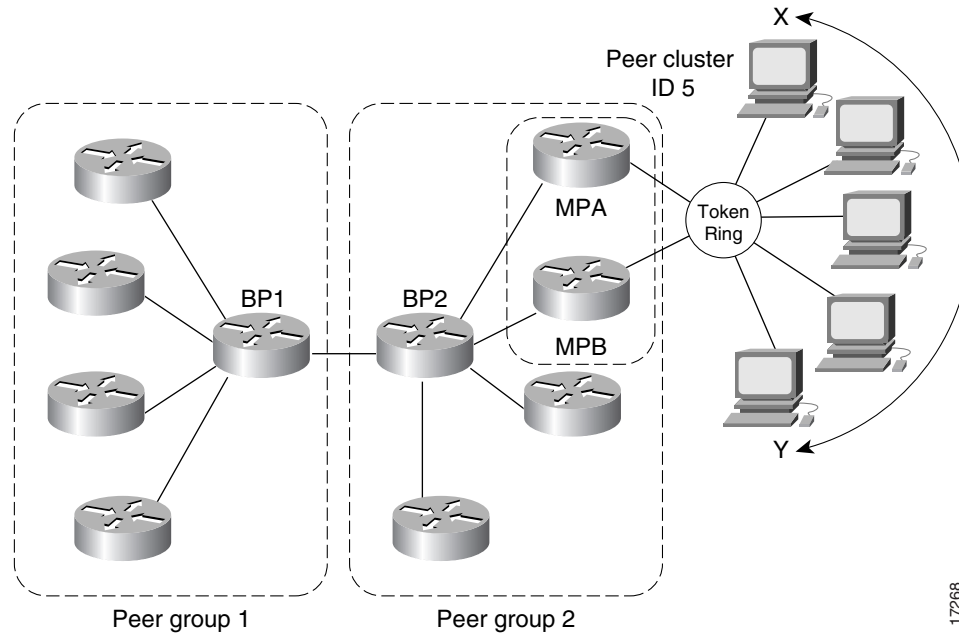 X
Peer cluster
ID 5
MPA
Token
Ring
BP1
BP2
MPB
Y
Peer group 1
Peer group 2
17268